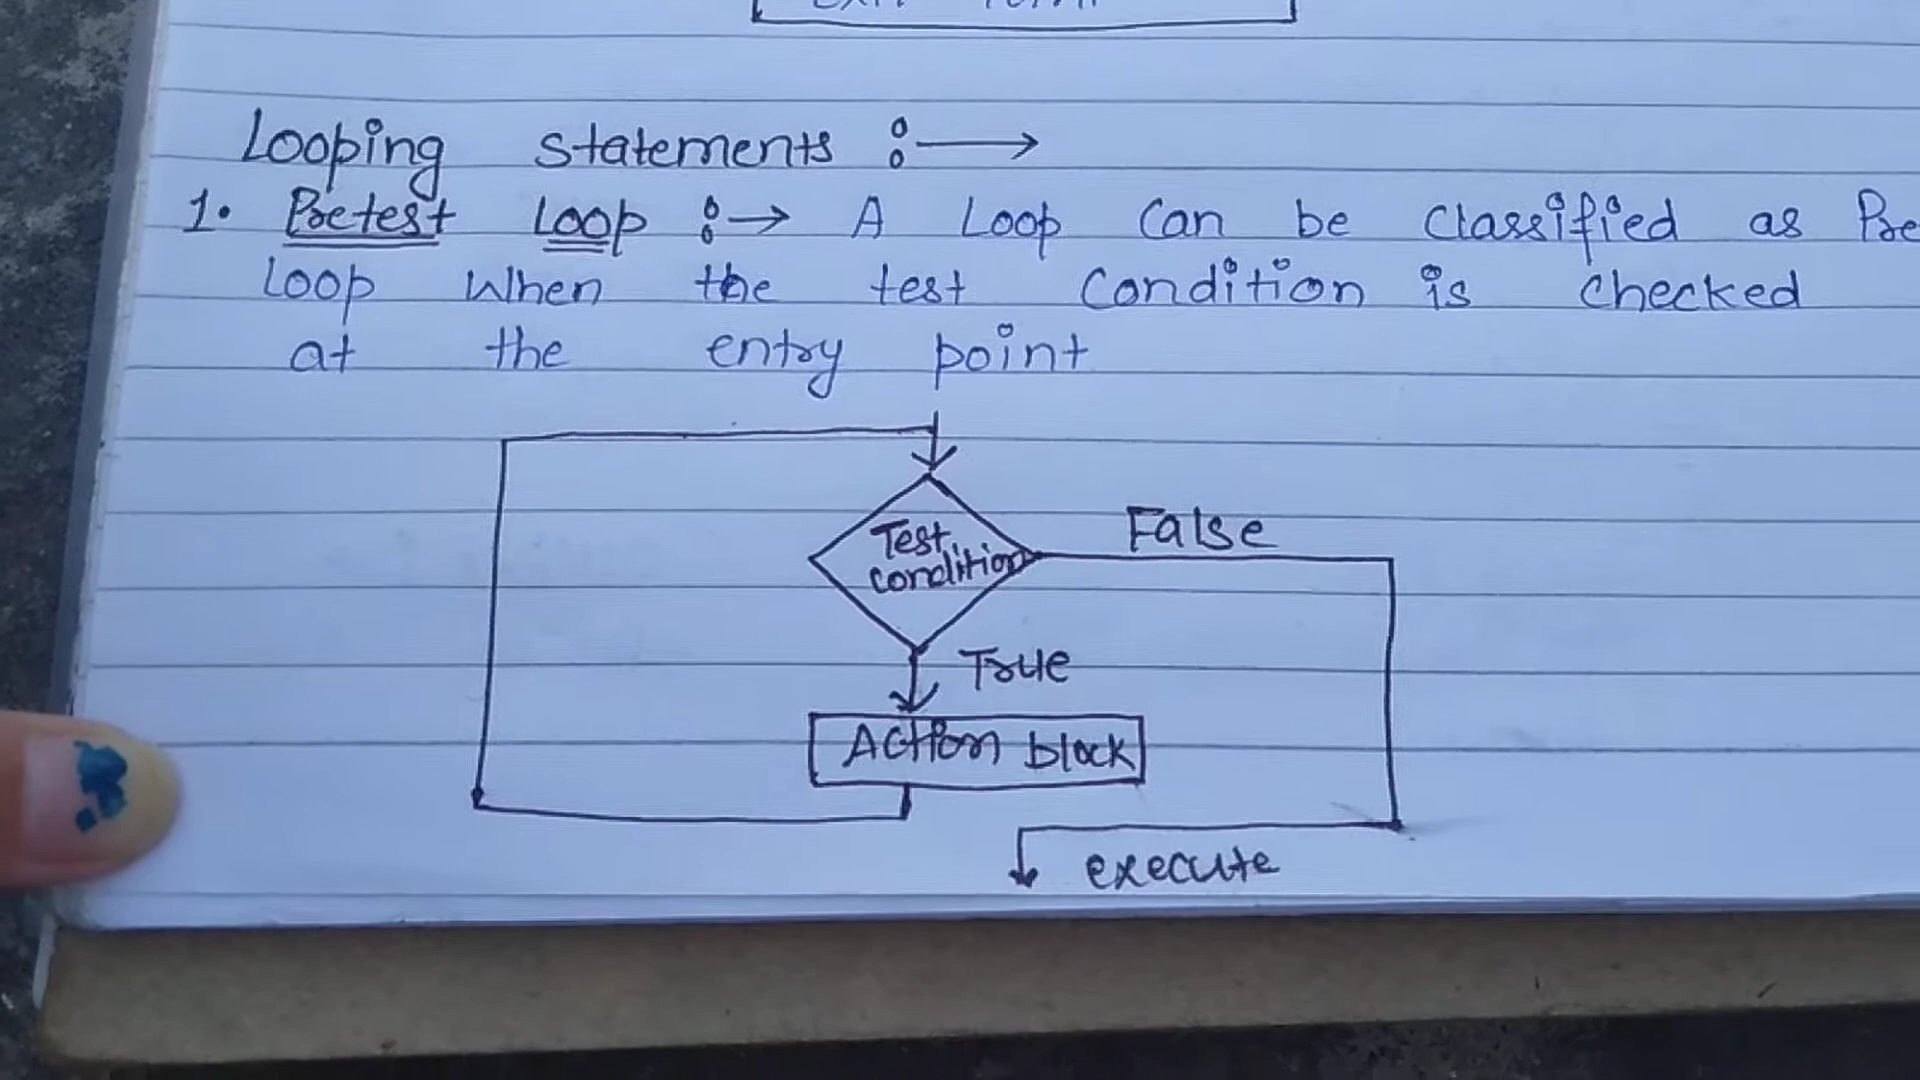 Looping statements :→
1. Pretest Loop :→ A Loop Can be Classified as Pre
Loop When the test Condition is checked
at the entry point
Test
condition
False
True
Action block
execute